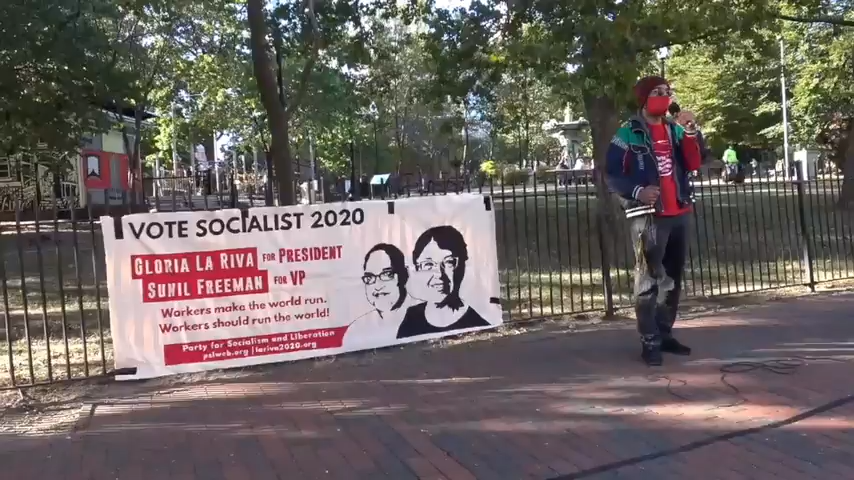 VOTE SOCIALIST 2020
GLORIA LA RIVA FOR PRESIDENT
SUNIL FREEMAN FOR VP
Workers make the world run.
Workers should run the world!
Party for Socialism and Liberation
pslweb.org | lariva2020.org